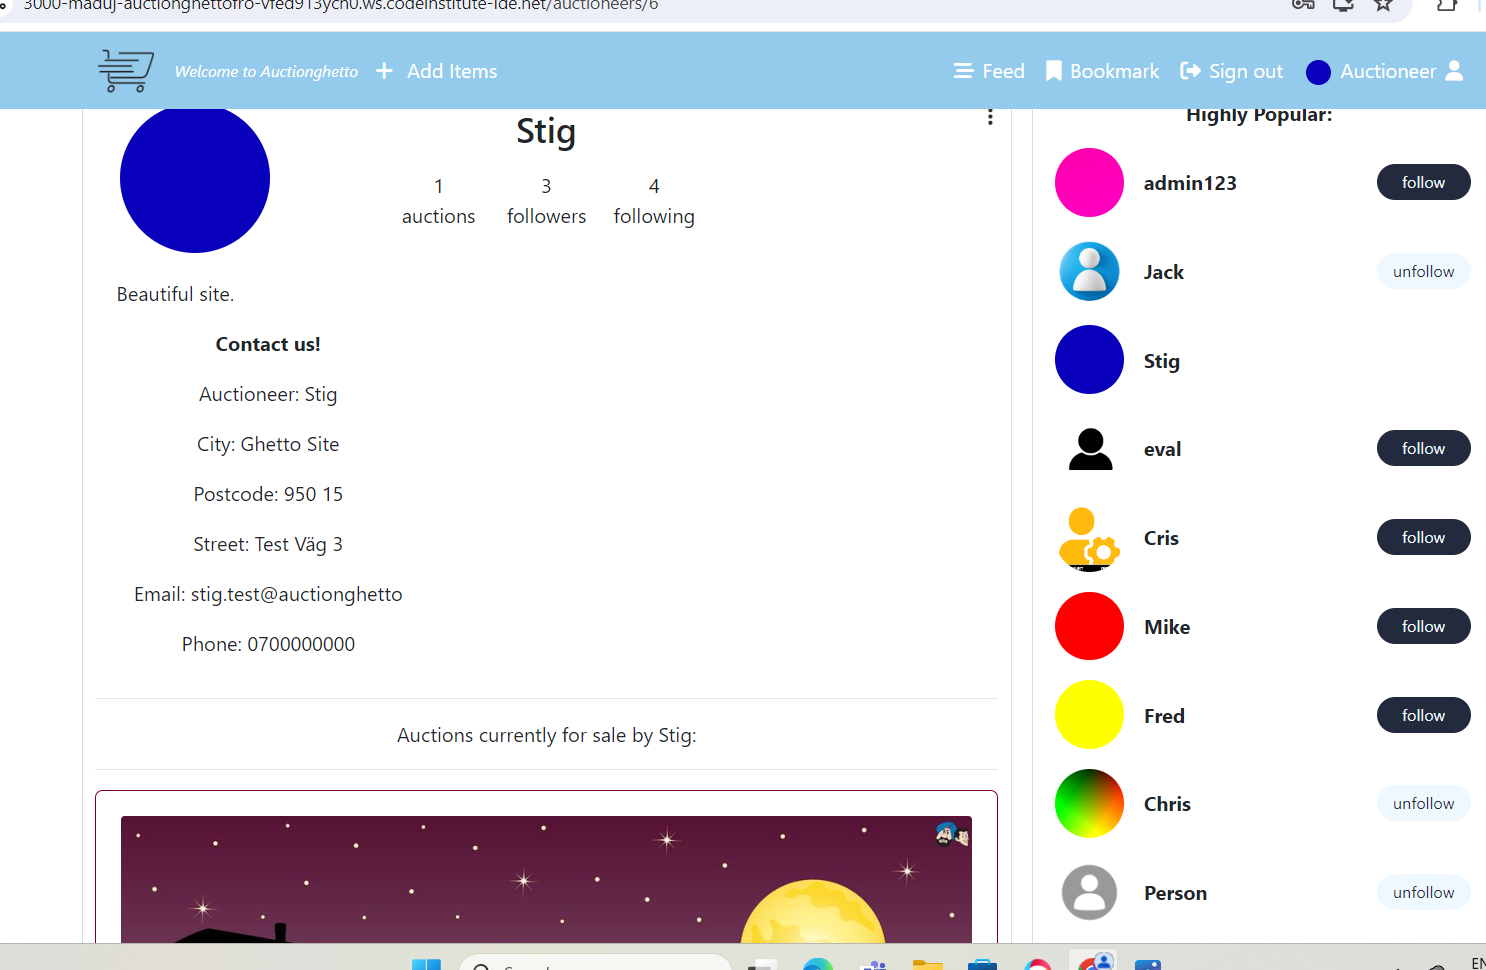 3000-maduj-auctionghettofro-vfed913ycn0.ws.codeinstitute-ide.net/auctioneers/6
Welcome to Auctionghetto
Add Items
Feed
Bookmark
Sign out
Auctioneer
Stig
1
auctions
3
followers
4
following
Beautiful site.
Contact us!
Auctioneer: Stig
City: Ghetto Site
Postcode: 950 15
Street: Test Väg 3
Email: stig.test@auctionghetto
Phone: 0700000000
Auctions currently for sale by Stig:
Highly Popular:
admin123
follow
Jack
unfollow
Stig
eval
follow
Cris
follow
Mike
follow
Fred
follow
Chris
unfollow
Person
unfollow